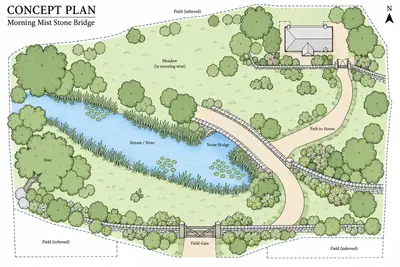 CONCEPT PLAN
Morning Mist Stone Bridge
Field (inferred)
N
Meadow
(in morning mist)
Path to House
Stream / River
Stone Bridge
Tree
Field (inferred)
Field Gate
Field (inferred)